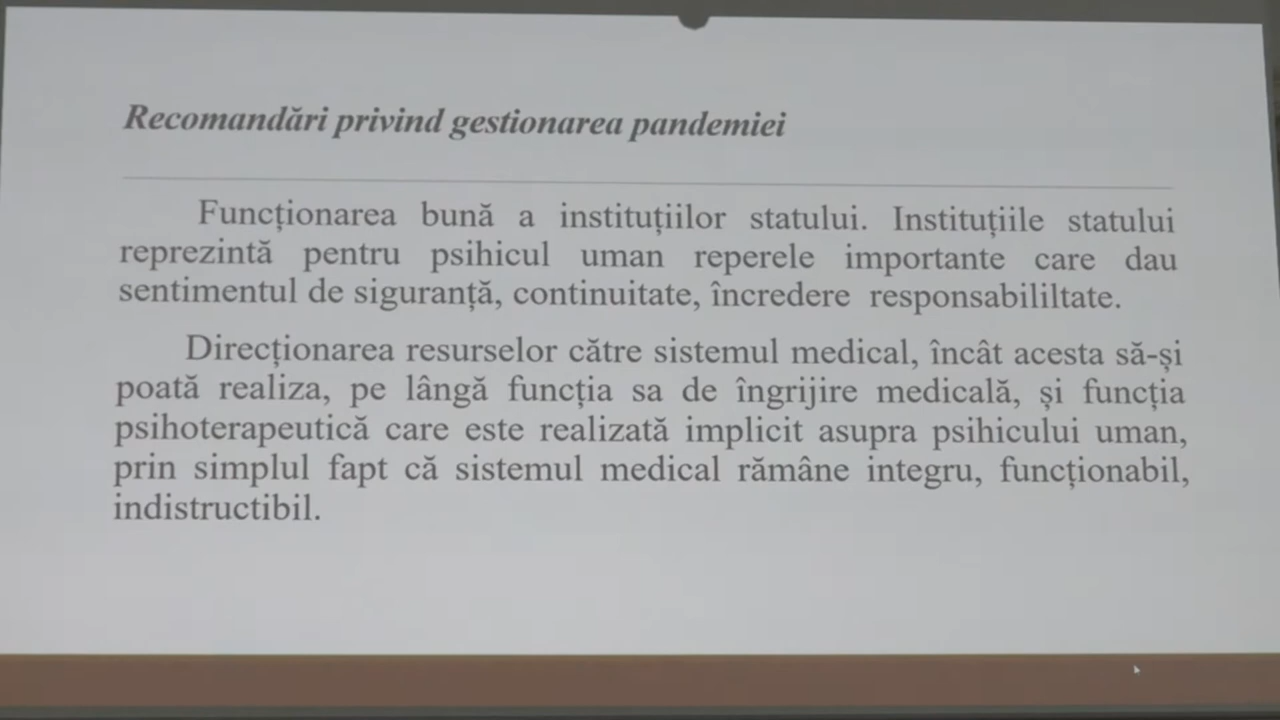 Recomandări privind gestionarea pandemiei
Funcționarea bună a instituțiilor statului. Instituțiile statului
reprezintă pentru psihicul uman reperele importante care dau
sentimentul de siguranță, continuitate, încredere responsabililtate.
Direcționarea resurselor către sistemul medical, încât acesta să-și
poată realiza, pe lângă funcția sa de îngrijire medicală, și funcția
psihoterapeutică care este realizată implicit asupra psihicului uman,
prin simplul fapt că sistemul medical rămâne integru, funcționabil,
indistructibil.